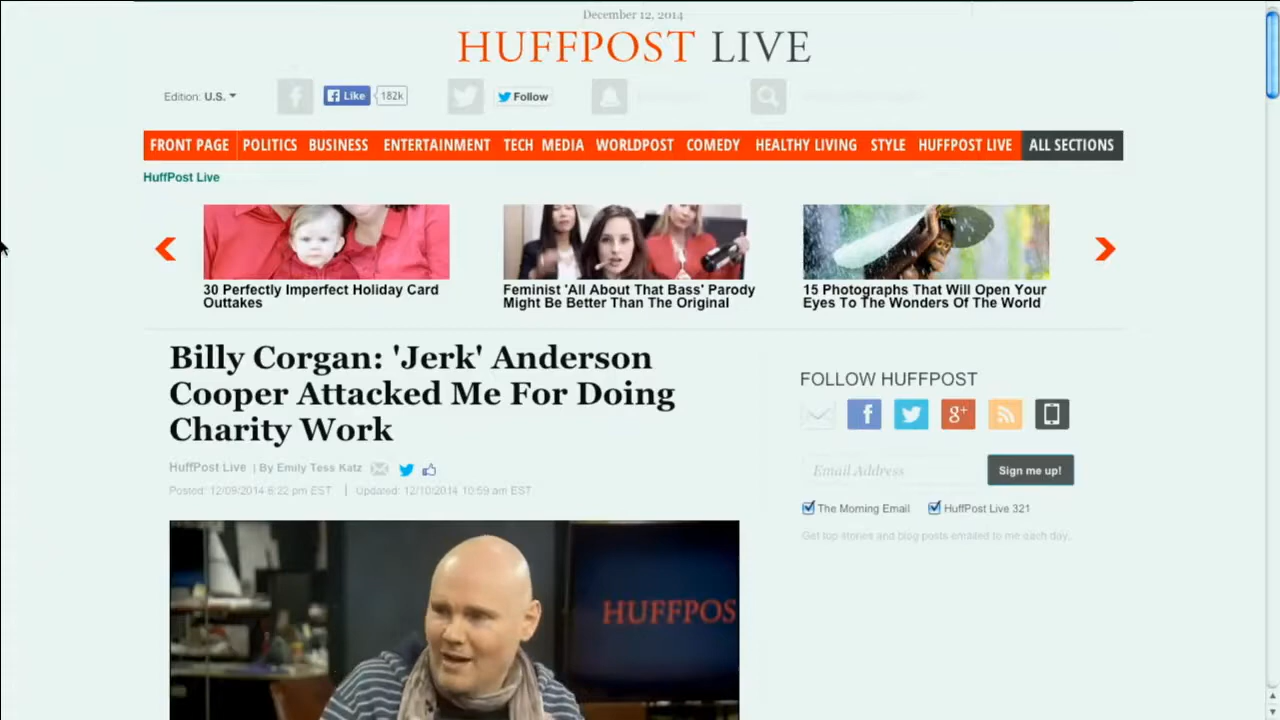 December 12, 2014
HUFFPOST LIVE
Edition: U.S.
Like 182k
Follow
FRONT PAGE POLITICS BUSINESS ENTERTAINMENT TECH MEDIA WORLDPOST COMEDY HEALTHY LIVING STYLE HUFFPOST LIVE ALL SECTIONS
HuffPost Live
30 Perfectly Imperfect Holiday Card
Outtakes
Feminist 'All About That Bass' Parody
Might Be Better Than The Original
15 Photographs That Will Open Your
Eyes To The Wonders Of The World
Billy Corgan: 'Jerk' Anderson
Cooper Attacked Me For Doing
Charity Work
HuffPost Live | By Emily Tess Katz
Posted: 12/09/2014 6:22 pm EST | Updated: 12/10/2014 10:59 am EST
HUFFPOS
FOLLOW HUFFPOST
Email Address
Sign me up!
The Morning Email
HuffPost Live 321
Get top stories and blog posts emailed to me each day.